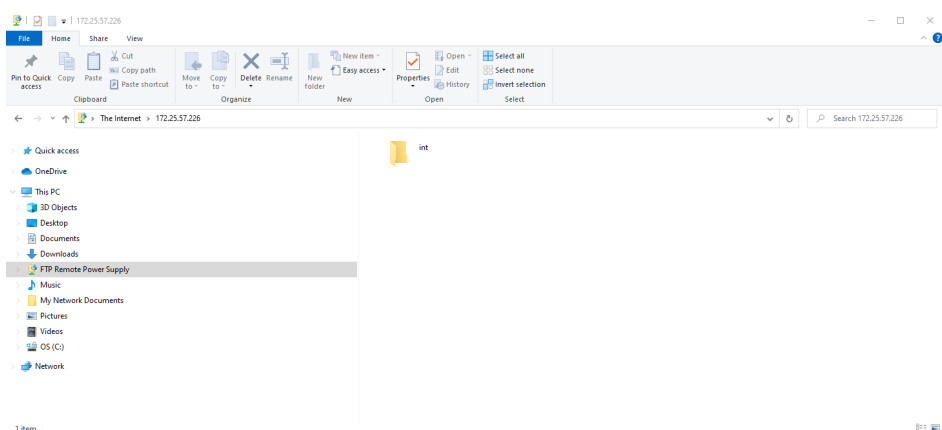 172.25.57.226
File Home Share View
Pin to Quick access
Copy
Paste
Cut
Copy path
Paste shortcut
Clipboard
Move to
Copy to
Delete
Rename
Organize
New folder
New item
Easy access
New
Properties
Open
Edit
History
Open
Select all
Select none
Invert selection
Select
The Internet › 172.25.57.226
Search 172.25.57.226
Quick access
OneDrive
This PC
3D Objects
Desktop
Documents
Downloads
FTP Remote Power Supply
Music
My Network Documents
Pictures
Videos
OS (C:)
Network
int
1 item